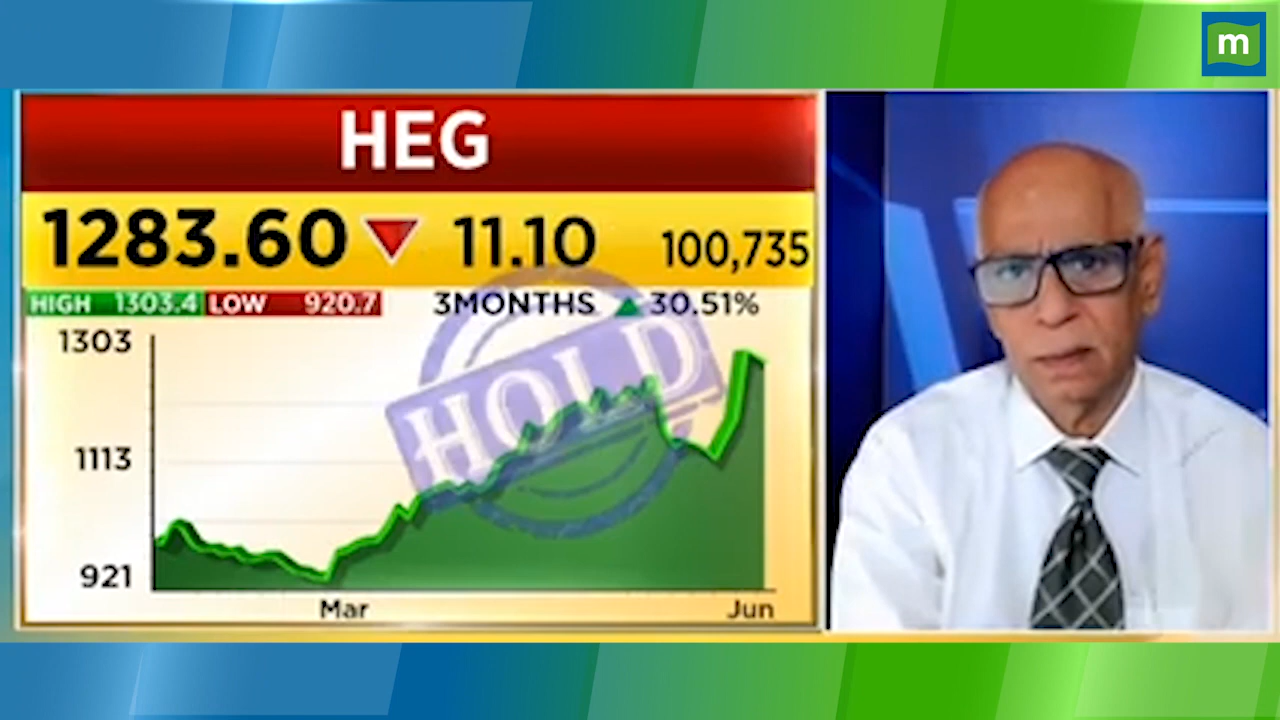 m
HEG
1283.60 ▼ 11.10 100,735
HIGH 1303.4 LOW 920.7 3MONTHS ▲ 30.51%
HOLD
1303
1113
921
Mar Jun